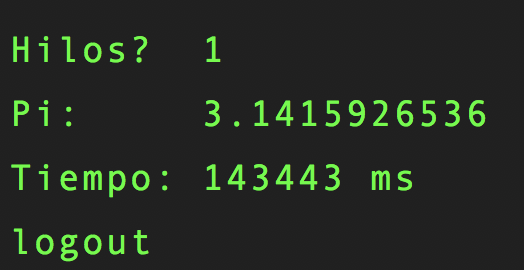 Hilos? 1
Pi: 3.1415926536
Tiempo: 143443 ms
logout